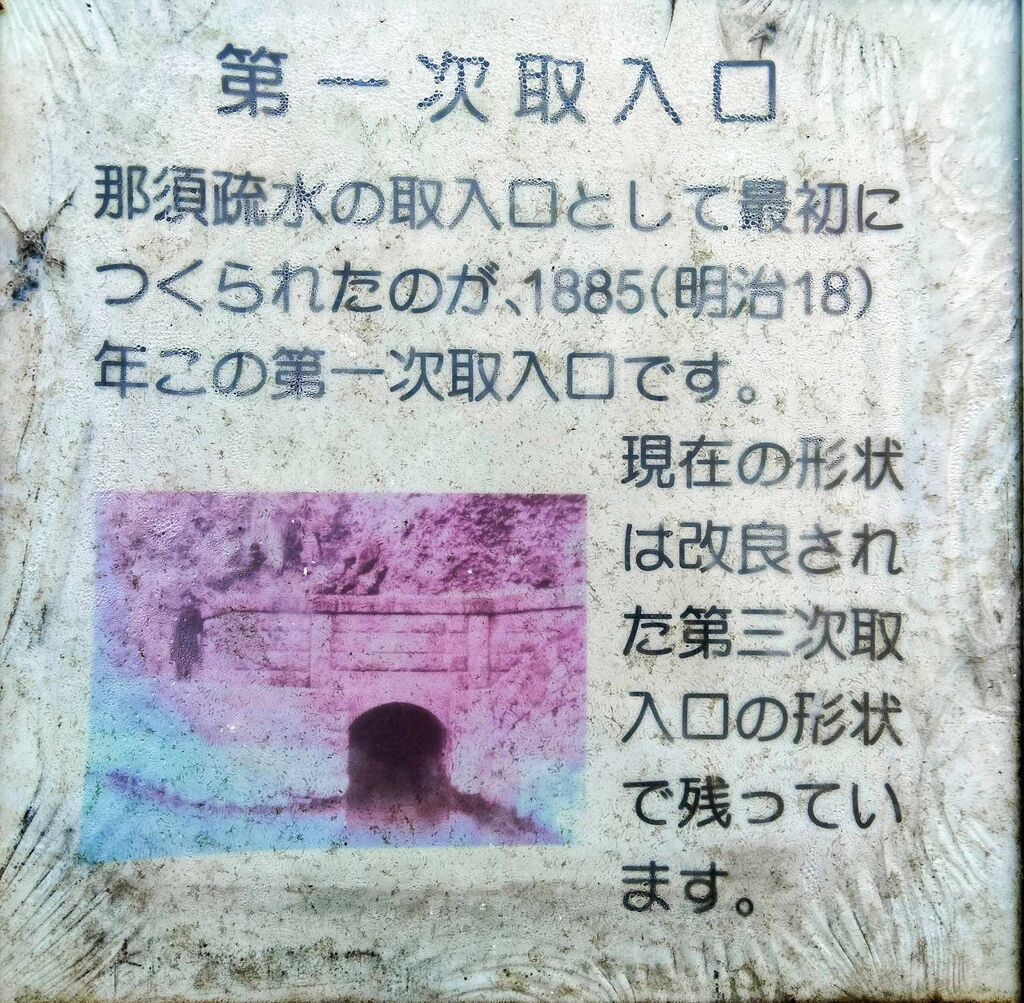 第一次取入口
那須疏水の取入口として最初に
つくられたのが、1885(明治18)
年この第一次取入口です。
現在の形状
は改良され
た第三次取
入口の形状
で残ってい
ます。